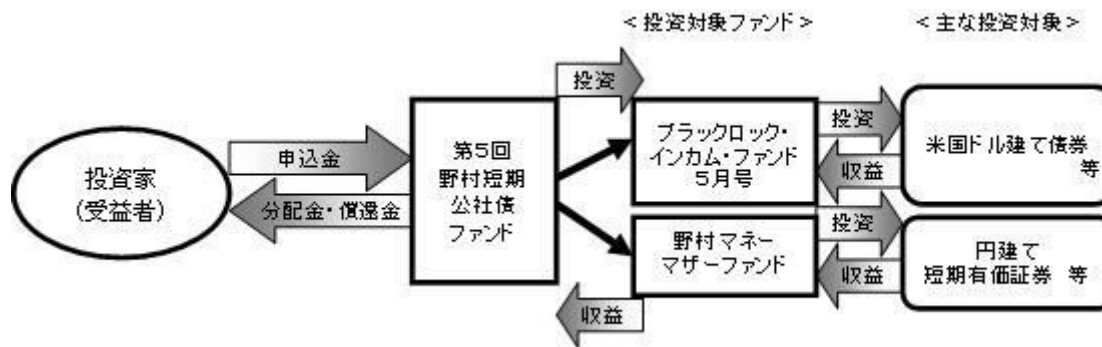 <投資対象ファンド>
<主な投資対象>
投資
投資家
(受益者)
申込金
分配金・償還金
第5回
野村短期
公社債
ファンド
ブラックロック・
インカム・ファンド
5月号
投資
収益
米国ドル建て債券
等
野村マネー
マザーファンド
投資
収益
円建て
短期有価証券 等
収益